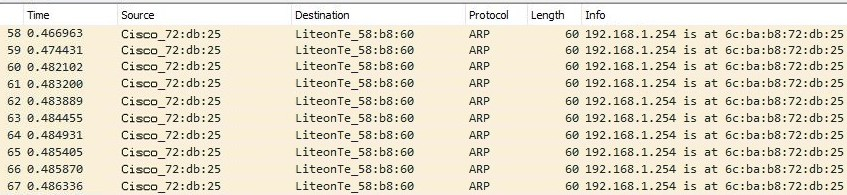 Time Source Destination Protocol Length Info
58 0.466963 Cisco_72:db:25 LiteonTe_58:b8:60 ARP 60 192.168.1.254 is at 6c:ba:b8:72:db:25
59 0.474431 Cisco_72:db:25 LiteonTe_58:b8:60 ARP 60 192.168.1.254 is at 6c:ba:b8:72:db:25
60 0.482102 Cisco_72:db:25 LiteonTe_58:b8:60 ARP 60 192.168.1.254 is at 6c:ba:b8:72:db:25
61 0.483200 Cisco_72:db:25 LiteonTe_58:b8:60 ARP 60 192.168.1.254 is at 6c:ba:b8:72:db:25
62 0.483889 Cisco_72:db:25 LiteonTe_58:b8:60 ARP 60 192.168.1.254 is at 6c:ba:b8:72:db:25
63 0.484455 Cisco_72:db:25 LiteonTe_58:b8:60 ARP 60 192.168.1.254 is at 6c:ba:b8:72:db:25
64 0.484931 Cisco_72:db:25 LiteonTe_58:b8:60 ARP 60 192.168.1.254 is at 6c:ba:b8:72:db:25
65 0.485405 Cisco_72:db:25 LiteonTe_58:b8:60 ARP 60 192.168.1.254 is at 6c:ba:b8:72:db:25
66 0.485870 Cisco_72:db:25 LiteonTe_58:b8:60 ARP 60 192.168.1.254 is at 6c:ba:b8:72:db:25
67 0.486336 Cisco_72:db:25 LiteonTe_58:b8:60 ARP 60 192.168.1.254 is at 6c:ba:b8:72:db:25